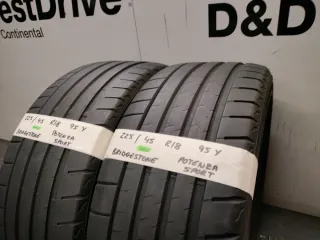 estDrive
Continental
D&D
225/45 R18 95 Y
BRIDGESTONE POTENZA
SPORT
225/45 R18 95 Y
BRIDGESTONE POTENZA
SPORT